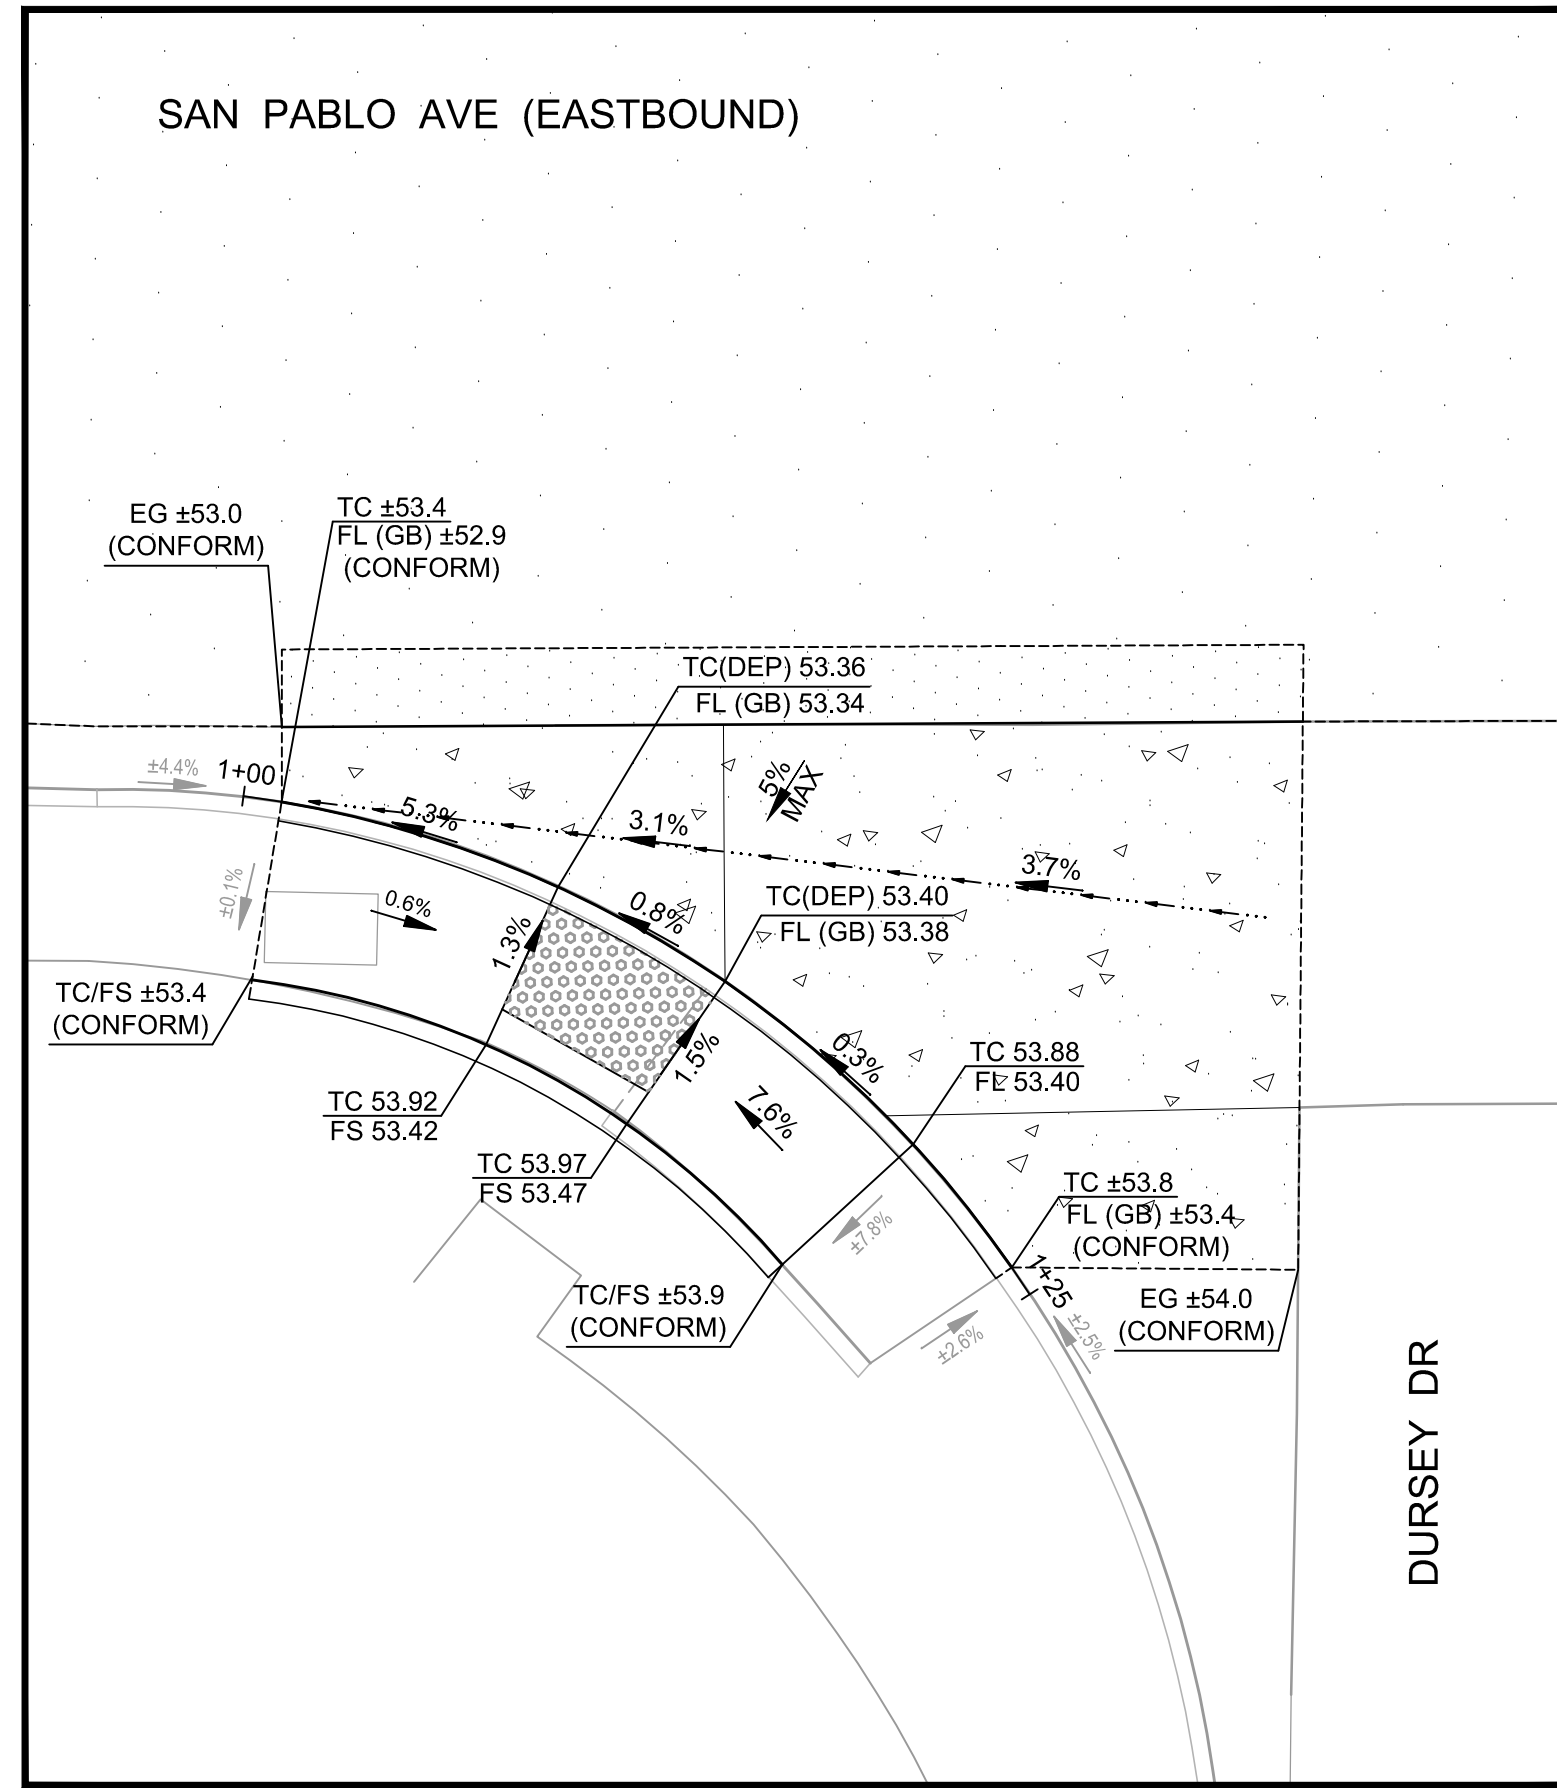 SAN PABLO AVE (EASTBOUND)
EG ±53.0
(CONFORM)
TC ±53.4
FL (GB) ±52.9
(CONFORM)
TC(DEP) 53.36
FL (GB) 53.34
±4.4%
1+00
5.3%
3.1%
5%
MAX
3.7%
±0.1%
0.6%
1.3%
0.8%
TC(DEP) 53.40
FL (GB) 53.38
TC/FS ±53.4
(CONFORM)
1.5%
0.3%
TC 53.88
FL 53.40
TC 53.92
FS 53.42
7.6%
TC 53.97
FS 53.47
TC ±53.8
FL (GB) ±53.4
(CONFORM)
±7.8%
1+25
TC/FS ±53.9
(CONFORM)
±2.6%
±2.5%
EG ±54.0
(CONFORM)
DURSEY DR